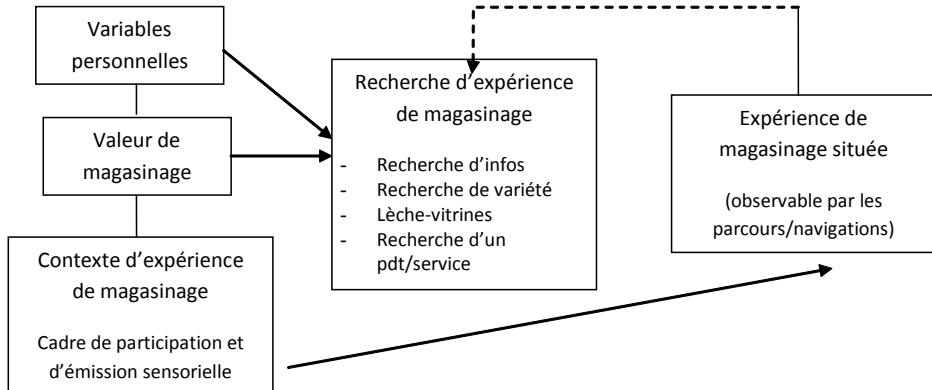 Variables
personnelles
Valeur de
magasinage
Contexte d’expérience
de magasinage
Cadre de participation et
d’émission sensorielle
Recherche d’expérience
de magasinage
- Recherche d’infos
- Recherche de variété
- Lèche-vitrines
- Recherche d’un
pdt/service
Expérience de
magasinage située
(observable par les
parcours/navigations)